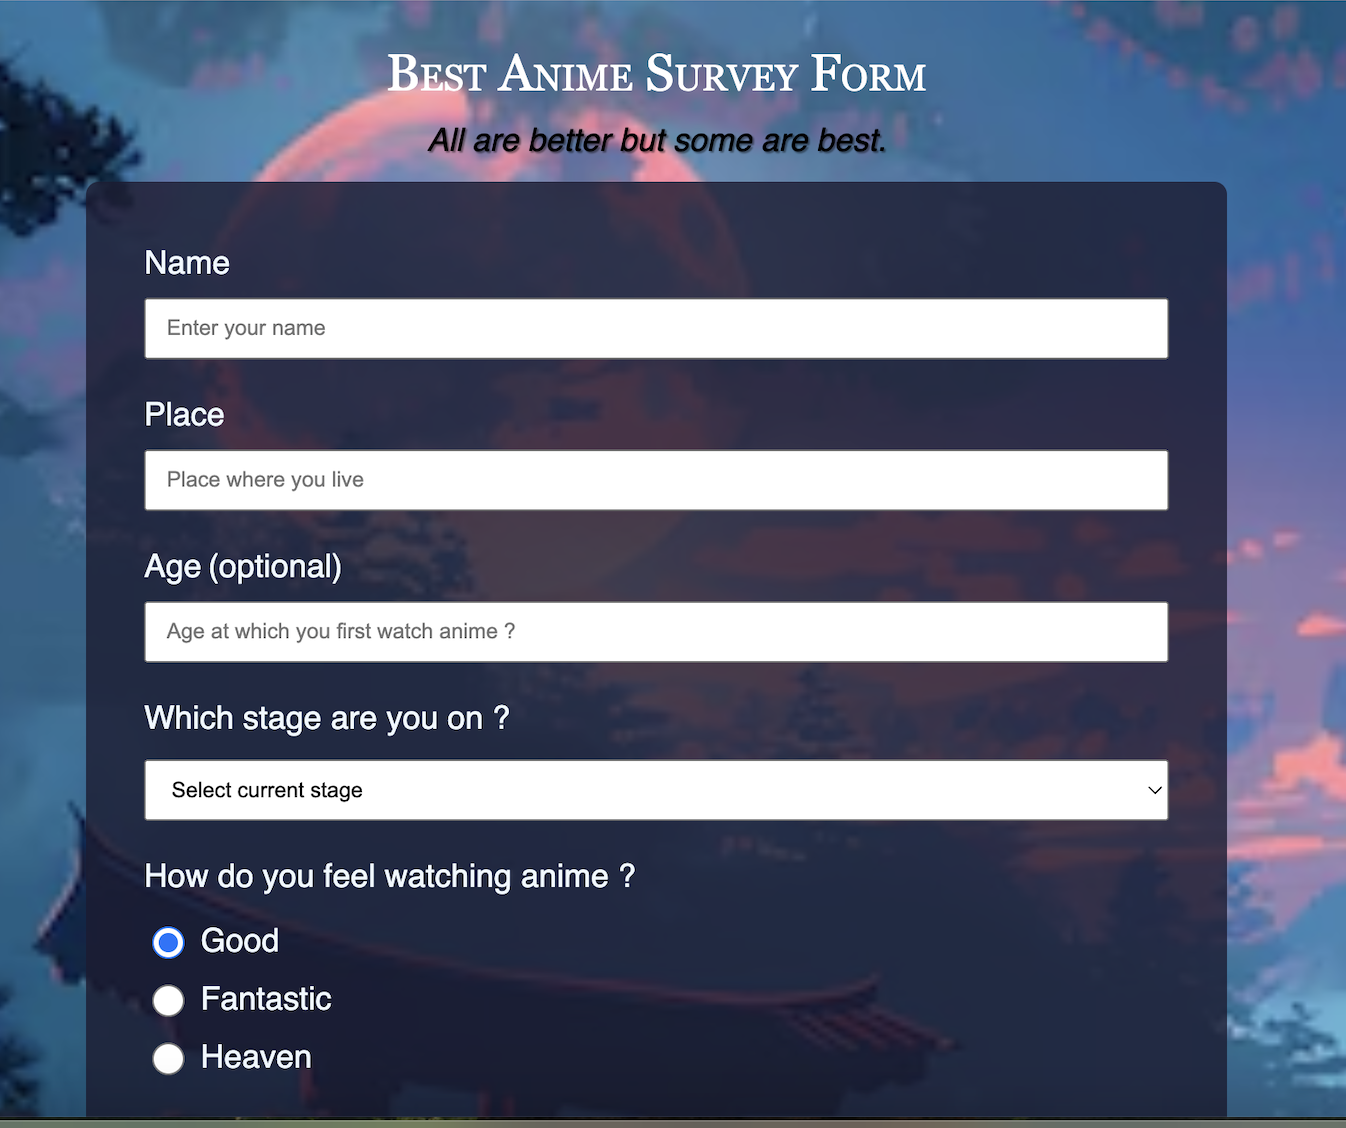 Best Anime Survey Form
All are better but some are best.
Name
Enter your name
Place
Place where you live
Age (optional)
Age at which you first watch anime ?
Which stage are you on ?
Select current stage
How do you feel watching anime ?
Good
Fantastic
Heaven